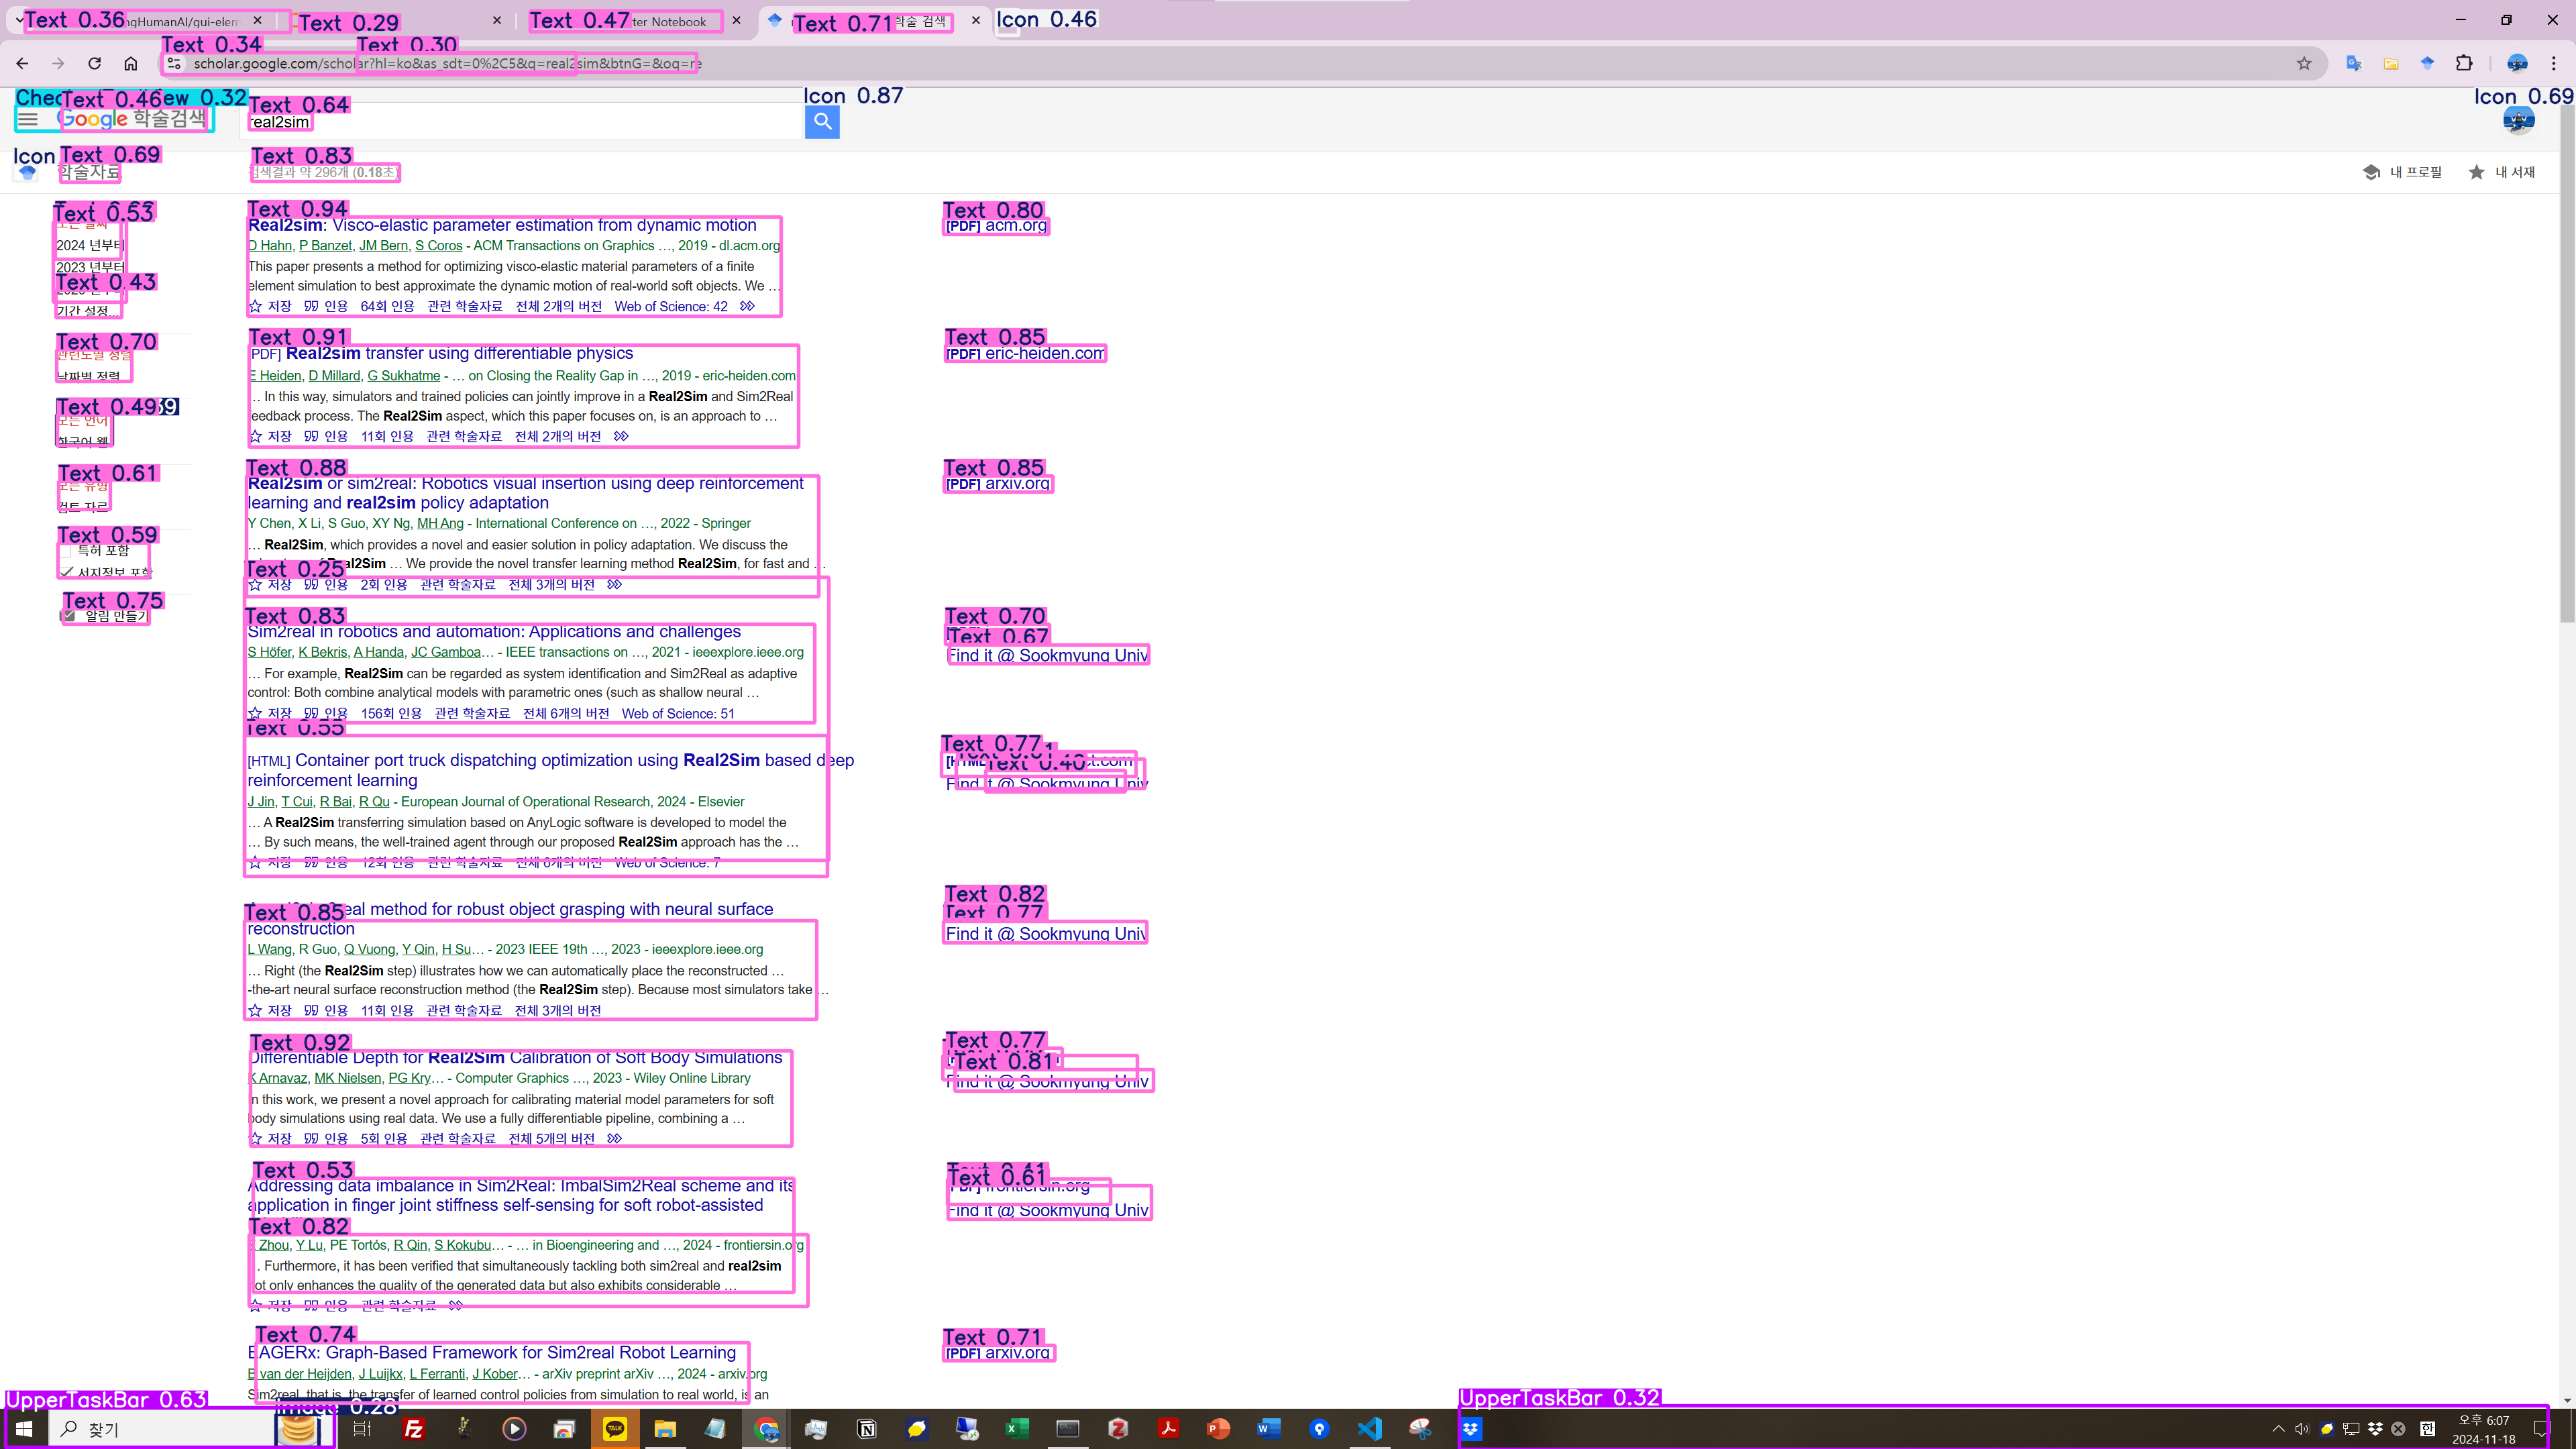 Text 0.36
ngHumanAI/gui-elem
Text 0.29
Text 0.47
ter Notebook
Text 0.71
학술 검색
Icon 0.46
Text 0.34
Text 0.30
scholar.google.com/scholar?hl=ko&as_sdt=0%2C5&q=real2sim&btnG=&oq=re
Text 0.46
ew 0.32
Google 학술검색
Text 0.64
real2sim
Icon 0.87
Icon 0.69
Icon
Text 0.69
학술자료
Text 0.83
검색결과 약 296개 (0.18초)
내 프로필
내 서재
Text 0.53
모든 날짜
2024 년부터
2023 년부터
Text 0.43
기간 설정...
Text 0.70
관련도별 정렬
날짜별 정렬
Text 0.49
모든 언어
한국어 웹
Text 0.61
모든 유형
검토 자료
Text 0.59
특허 포함
서지정보 포함
Text 0.75
알림 만들기
Text 0.94
Real2sim: Visco-elastic parameter estimation from dynamic motion
D Hahn, P Banzet, JM Bern, S Coros - ACM Transactions on Graphics …, 2019 - dl.acm.org
This paper presents a method for optimizing visco-elastic material parameters of a finite
element simulation to best approximate the dynamic motion of real-world soft objects. We …
저장 인용 64회 인용 관련 학술자료 전체 2개의 버전 Web of Science: 42
Text 0.80
[PDF] acm.org
Text 0.91
[PDF] Real2sim transfer using differentiable physics
E Heiden, D Millard, G Sukhatme - … on Closing the Reality Gap in …, 2019 - eric-heiden.com
… In this way, simulators and trained policies can jointly improve in a Real2Sim and Sim2Real
feedback process. The Real2Sim aspect, which this paper focuses on, is an approach to …
저장 인용 11회 인용 관련 학술자료 전체 2개의 버전
Text 0.85
[PDF] eric-heiden.com
Text 0.88
Real2sim or sim2real: Robotics visual insertion using deep reinforcement
learning and real2sim policy adaptation
Y Chen, X Li, S Guo, XY Ng, MH Ang - International Conference on …, 2022 - Springer
… Real2Sim, which provides a novel and easier solution in policy adaptation. We discuss the
Text 0.25
al2Sim … We provide the novel transfer learning method Real2Sim, for fast and …
저장 인용 2회 인용 관련 학술자료 전체 3개의 버전
Text 0.85
[PDF] arxiv.org
Text 0.83
Sim2real in robotics and automation: Applications and challenges
S Höfer, K Bekris, A Handa, JC Gamboa… - IEEE transactions on …, 2021 - ieeexplore.ieee.org
… For example, Real2Sim can be regarded as system identification and Sim2Real as adaptive
control: Both combine analytical models with parametric ones (such as shallow neural …
저장 인용 156회 인용 관련 학술자료 전체 6개의 버전 Web of Science: 51
Text 0.70
Text 0.67
Find it @ Sookmyung Univ
Text 0.55
[HTML] Container port truck dispatching optimization using Real2Sim based deep
reinforcement learning
J Jin, T Cui, R Bai, R Qu - European Journal of Operational Research, 2024 - Elsevier
… A Real2Sim transferring simulation based on AnyLogic software is developed to model the
… By such means, the well-trained agent through our proposed Real2Sim approach has the …
저장 인용 12회 인용 관련 학술자료 전체 6개의 버전 Web of Science: 7
Text 0.77
Text 0.40
ct.com
Find it @ Sookmyung Univ
Text 0.85
eal method for robust object grasping with neural surface
reconstruction
L Wang, R Guo, Q Vuong, Y Qin, H Su… - 2023 IEEE 19th …, 2023 - ieeexplore.ieee.org
… Right (the Real2Sim step) illustrates how we can automatically place the reconstructed …
-the-art neural surface reconstruction method (the Real2Sim step). Because most simulators take …
저장 인용 11회 인용 관련 학술자료 전체 3개의 버전
Text 0.82
Text 0.77
Find it @ Sookmyung Univ
Text 0.92
Differentiable Depth for Real2Sim Calibration of Soft Body Simulations
K Arnavaz, MK Nielsen, PG Kry… - Computer Graphics …, 2023 - Wiley Online Library
In this work, we present a novel approach for calibrating material model parameters for soft
body simulations using real data. We use a fully differentiable pipeline, combining a …
저장 인용 5회 인용 관련 학술자료 전체 5개의 버전
Text 0.77
Text 0.81
Find it @ Sookmyung Univ
Text 0.53
Addressing data imbalance in Sim2Real: ImbalSim2Real scheme and its
application in finger joint stiffness self-sensing for soft robot-assisted
Text 0.82
Zhou, Y Lu, PE Tortós, R Qin, S Kokubu… - … in Bioengineering and …, 2024 - frontiersin.org
… Furthermore, it has been verified that simultaneously tackling both sim2real and real2sim
not only enhances the quality of the generated data but also exhibits considerable …
저장 인용 관련 학술자료
Text 0.61
[PDF] frontiersin.org
Find it @ Sookmyung Univ
Text 0.74
EAGERx: Graph-Based Framework for Sim2real Robot Learning
B van der Heijden, J Luijkx, L Ferranti, J Kober… - arXiv preprint arXiv …, 2024 - arxiv.org
Sim2real, that is, the transfer of learned control policies from simulation to real world, is an
Text 0.71
[PDF] arxiv.org
UpperTaskBar 0.63
Image 0.28
UpperTaskBar 0.32
찾기
TALK
한
오후 6:07
2024-11-18